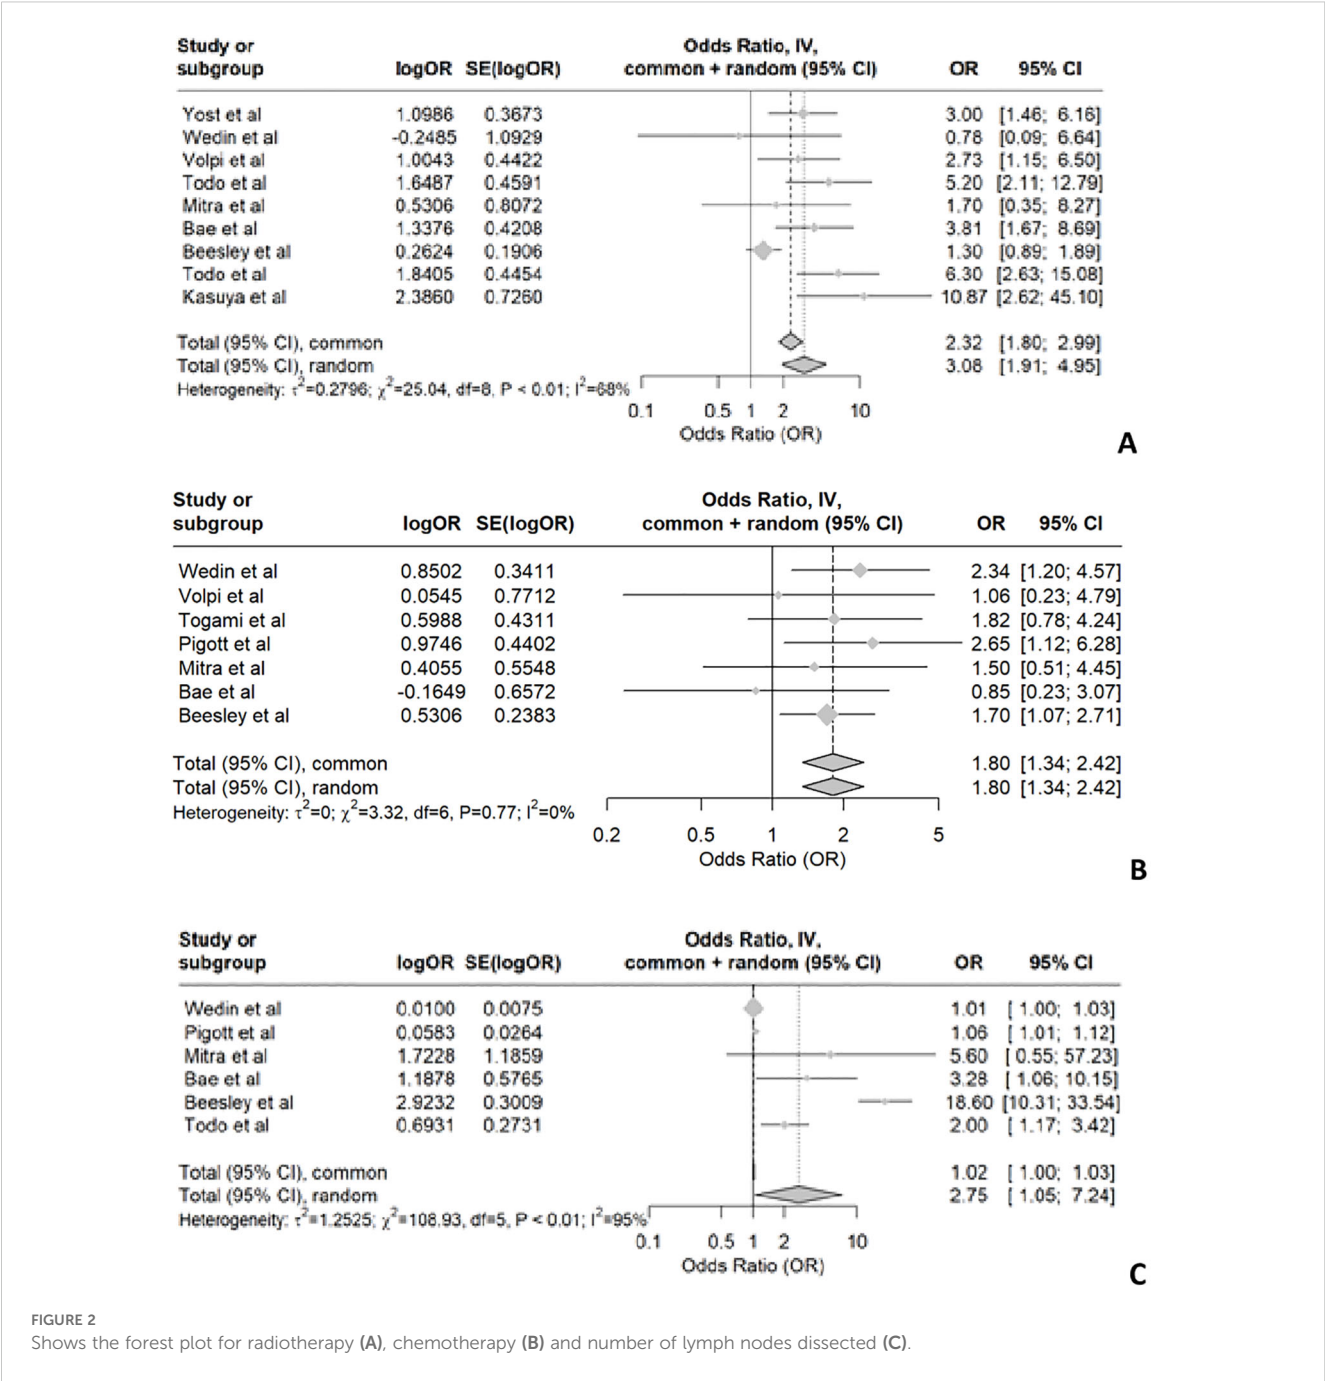 Study or Odds Ratio, IV,
subgroup logOR SE(logOR) common + random (95% CI) OR 95% CI
Yost et al 1.0986 0.3673 3.00 [1.46; 6.16]
Wedin et al -0.2485 1.0929 0.78 [0.09; 6.64]
Volpi et al 1.0043 0.4422 2.73 [1.15; 6.50]
Todo et al 1.6487 0.4591 5.20 [2.11; 12.79]
Mitra et al 0.5306 0.8072 1.70 [0.35; 8.27]
Bae et al 1.3376 0.4208 3.81 [1.67; 8.69]
Beesley et al 0.2624 0.1906 1.30 [0.89; 1.89]
Todo et al 1.8405 0.4454 6.30 [2.63; 15.08]
Kasuya et al 2.3860 0.7260 10.87 [2.62; 45.10]
Total (95% CI), common 2.32 [1.80; 2.99]
Total (95% CI), random 3.08 [1.91; 4.95]
Heterogeneity: τ²=0.2796; χ²=25.04, df=8, P < 0.01; I²=68%
0.1 0.5 1 2 10
Odds Ratio (OR)
A
Study or Odds Ratio, IV,
subgroup logOR SE(logOR) common + random (95% CI) OR 95% CI
Wedin et al 0.8502 0.3411 2.34 [1.20; 4.57]
Volpi et al 0.0545 0.7712 1.06 [0.23; 4.79]
Togami et al 0.5988 0.4311 1.82 [0.78; 4.24]
Pigott et al 0.9746 0.4402 2.65 [1.12; 6.28]
Mitra et al 0.4055 0.5548 1.50 [0.51; 4.45]
Bae et al -0.1649 0.6572 0.85 [0.23; 3.07]
Beesley et al 0.5306 0.2383 1.70 [1.07; 2.71]
Total (95% CI), common 1.80 [1.34; 2.42]
Total (95% CI), random 1.80 [1.34; 2.42]
Heterogeneity: τ²=0; χ²=3.32, df=6, P=0.77; I²=0%
0.2 0.5 1 2 5
Odds Ratio (OR)
B
Study or Odds Ratio, IV,
subgroup logOR SE(logOR) common + random (95% CI) OR 95% CI
Wedin et al 0.0100 0.0075 1.01 [ 1.00; 1.03]
Pigott et al 0.0583 0.0264 1.06 [ 1.01; 1.12]
Mitra et al 1.7228 1.1859 5.60 [ 0.55; 57.23]
Bae et al 1.1878 0.5765 3.28 [ 1.06; 10.15]
Beesley et al 2.9232 0.3009 18.60 [10.31; 33.54]
Todo et al 0.6931 0.2731 2.00 [ 1.17; 3.42]
Total (95% CI), common 1.02 [ 1.00; 1.03]
Total (95% CI), random 2.75 [ 1.05; 7.24]
Heterogeneity: τ²=1.2525; χ²=108.93, df=5, P < 0.01; I²=95%
0.1 0.5 1 2 10
Odds Ratio (OR)
C
FIGURE 2
Shows the forest plot for radiotherapy (A), chemotherapy (B) and number of lymph nodes dissected (C).